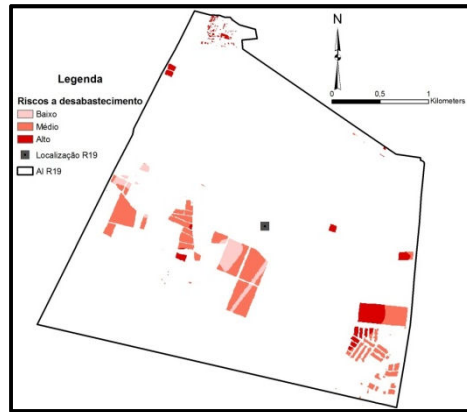 N
Legenda
Riscos a desabastecimento
Baixo
Médio
Alto
Localização R19
AI R19
0 0.5 1
Kilometers